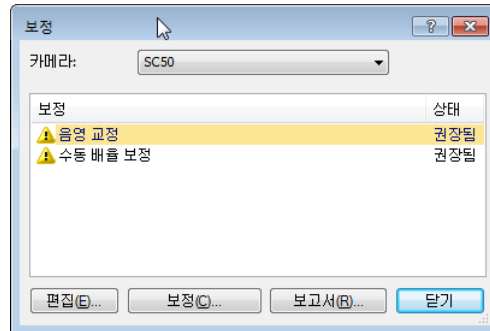 보정
카메라: SC50
보정 상태
음영 교정 권장됨
수동 배율 보정 권장됨
편집(E)... 보정(C)... 보고서(R)... 닫기